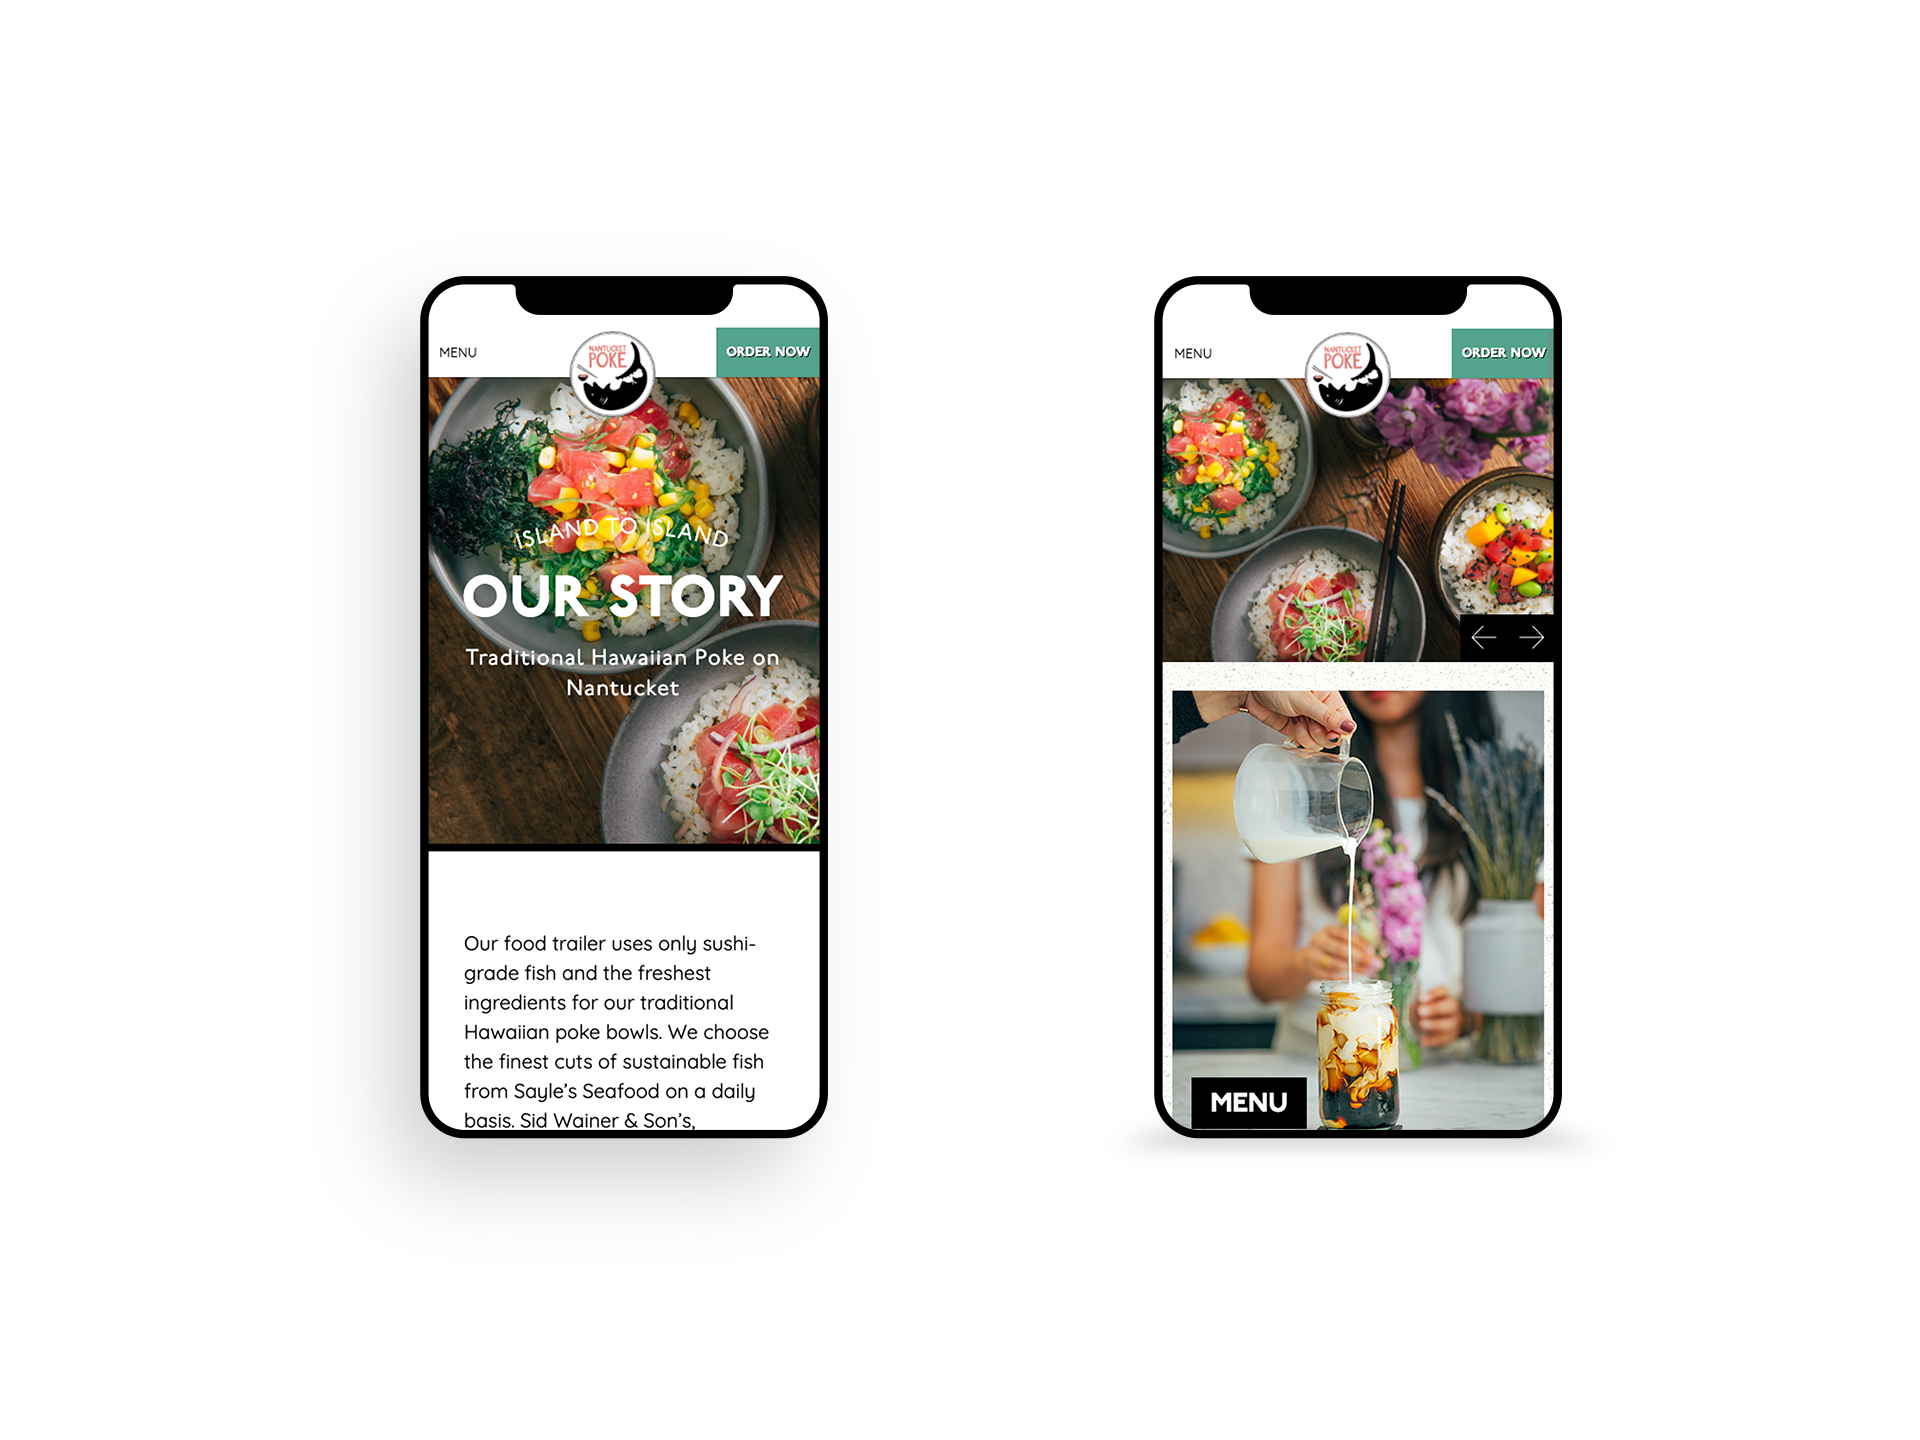 MENU
NANTUCKET
POKE
ORDER NOW
ISLAND TO ISLAND
OUR STORY
Traditional Hawaiian Poke on
Nantucket
Our food trailer uses only sushi-
grade fish and the freshest
ingredients for our traditional
Hawaiian poke bowls. We choose
the finest cuts of sustainable fish
from Sayle's Seafood on a daily
basis. Sid Wainer & Son's,
MENU
NANTUCKET
POKE
ORDER NOW
MENU